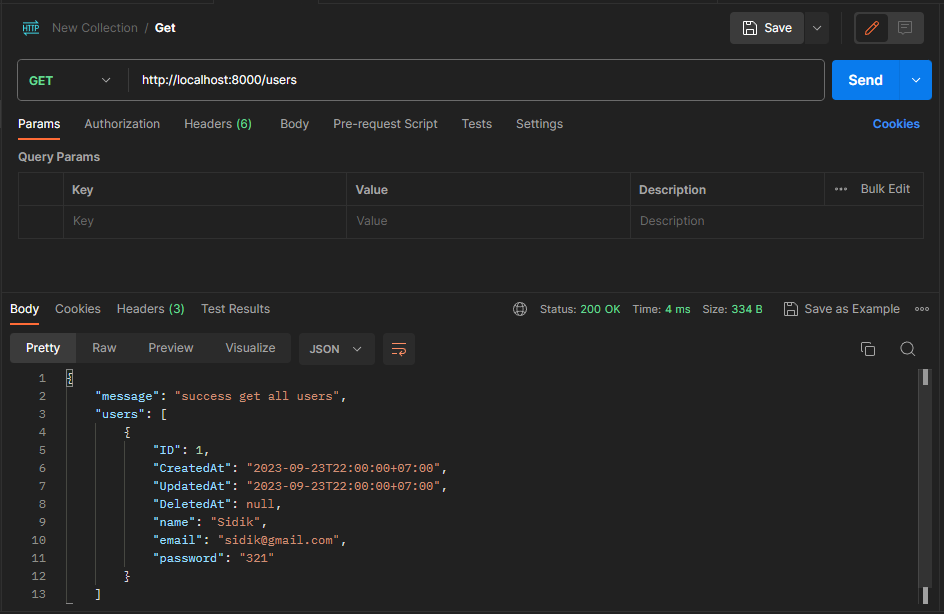 HTTP New Collection / Get Save
GET http://localhost:8000/users Send
Params Authorization Headers (6) Body Pre-request Script Tests Settings Cookies
Query Params
Key Value Description ••• Bulk Edit
Key Value Description
Body Cookies Headers (3) Test Results Status: 200 OK Time: 4 ms Size: 334 B Save as Example
Pretty Raw Preview Visualize JSON
1 {
2 "message": "success get all users",
3 "users": [
4 {
5 "ID": 1,
6 "CreatedAt": "2023-09-23T22:00:00+07:00",
7 "UpdatedAt": "2023-09-23T22:00:00+07:00",
8 "DeletedAt": null,
9 "name": "Sidik",
10 "email": "sidik@gmail.com",
11 "password": "321"
12 }
13 ]